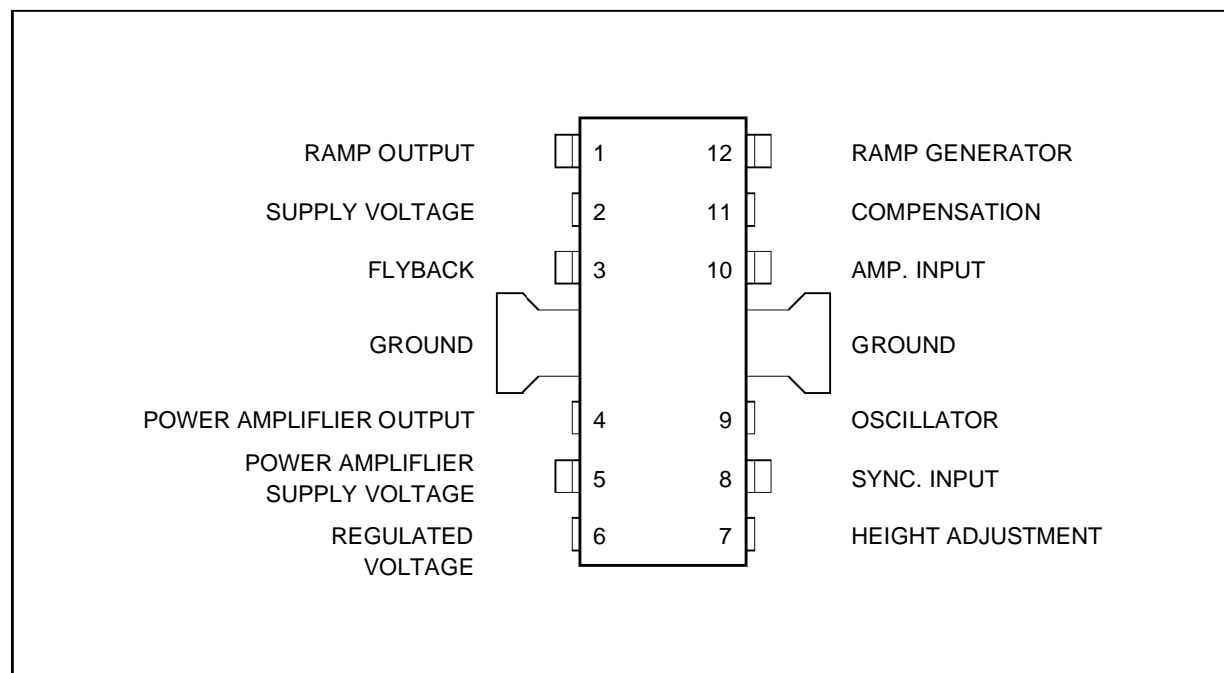 RAMP OUTPUT 1 12 RAMP GENERATOR
SUPPLY VOLTAGE 2 11 COMPENSATION
FLYBACK 3 10 AMP. INPUT
GROUND GROUND
POWER AMPLIFLIER OUTPUT 4 9 OSCILLATOR
POWER AMPLIFLIER
SUPPLY VOLTAGE 5 8 SYNC. INPUT
REGULATED
VOLTAGE 6 7 HEIGHT ADJUSTMENT